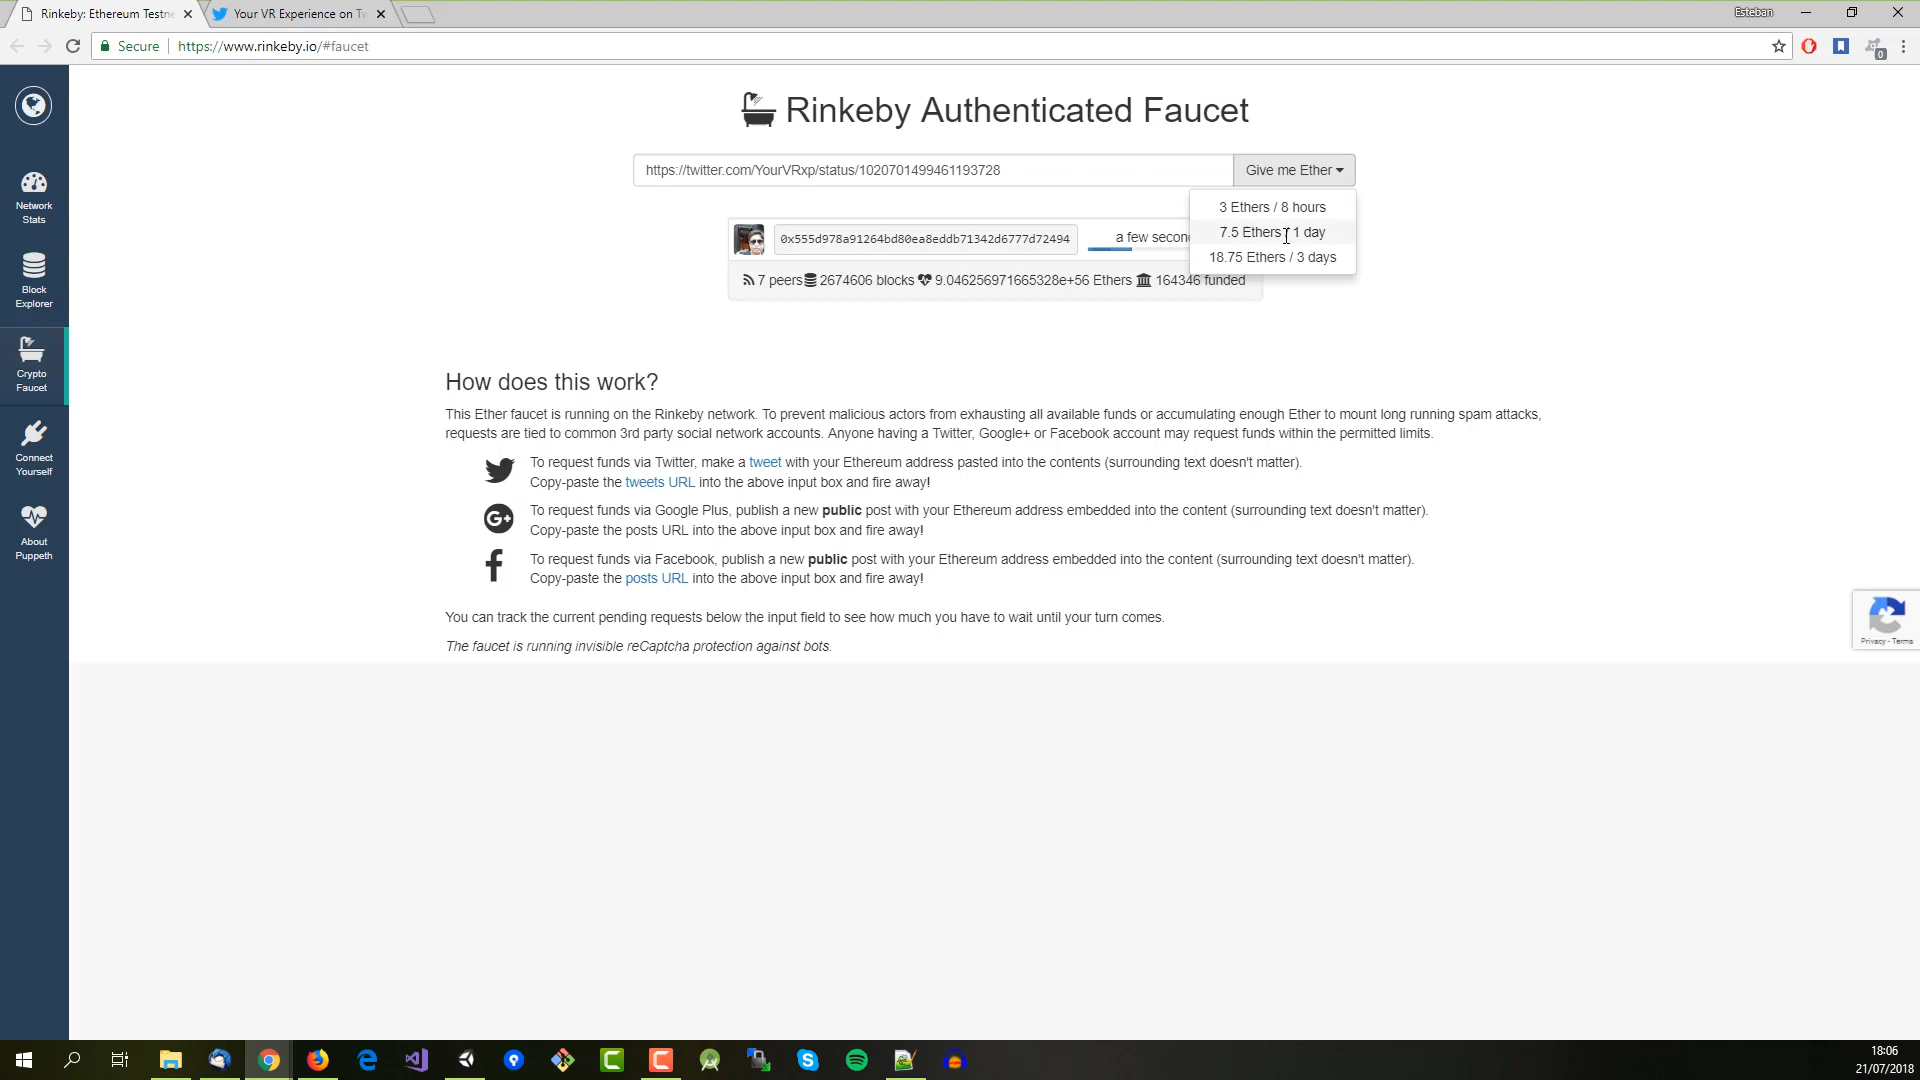 Rinkeby: Ethereum Testne
Your VR Experience on Tw
Esteban
Secure
https://www.rinkeby.io/#faucet
0
Rinkeby Authenticated Faucet
https://twitter.com/YourVRxp/status/1020701499461193728
Give me Ether
3 Ethers / 8 hours
7.5 Ethers / 1 day
18.75 Ethers / 3 days
0x555d978a91264bd80ea8eddb71342d6777d72494
a few second
7 peers 2674606 blocks 9.046256971665328e+56 Ethers 164346 funded
Network
Stats
Block
Explorer
Crypto
Faucet
Connect
Yourself
About
Puppeth
How does this work?
This Ether faucet is running on the Rinkeby network. To prevent malicious actors from exhausting all available funds or accumulating enough Ether to mount long running spam attacks,
requests are tied to common 3rd party social network accounts. Anyone having a Twitter, Google+ or Facebook account may request funds within the permitted limits.
To request funds via Twitter, make a tweet with your Ethereum address pasted into the contents (surrounding text doesn't matter).
Copy-paste the tweets URL into the above input box and fire away!
G+
To request funds via Google Plus, publish a new public post with your Ethereum address embedded into the content (surrounding text doesn't matter).
Copy-paste the posts URL into the above input box and fire away!
To request funds via Facebook, publish a new public post with your Ethereum address embedded into the content (surrounding text doesn't matter).
Copy-paste the posts URL into the above input box and fire away!
You can track the current pending requests below the input field to see how much you have to wait until your turn comes.
The faucet is running invisible reCaptcha protection against bots.
Privacy - Terms
18:06
21/07/2018